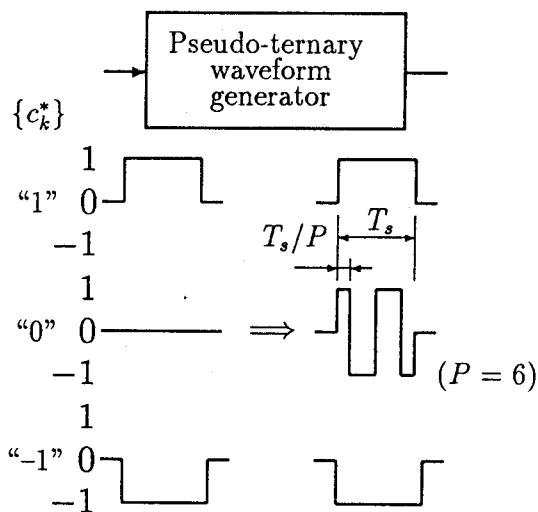 Pseudo-ternary
waveform
generator
{c*ₖ}
1
"1" 0
−1
T_s/P
T_s
1
"0" 0
−1
⇒
(P = 6)
1
"−1" 0
−1